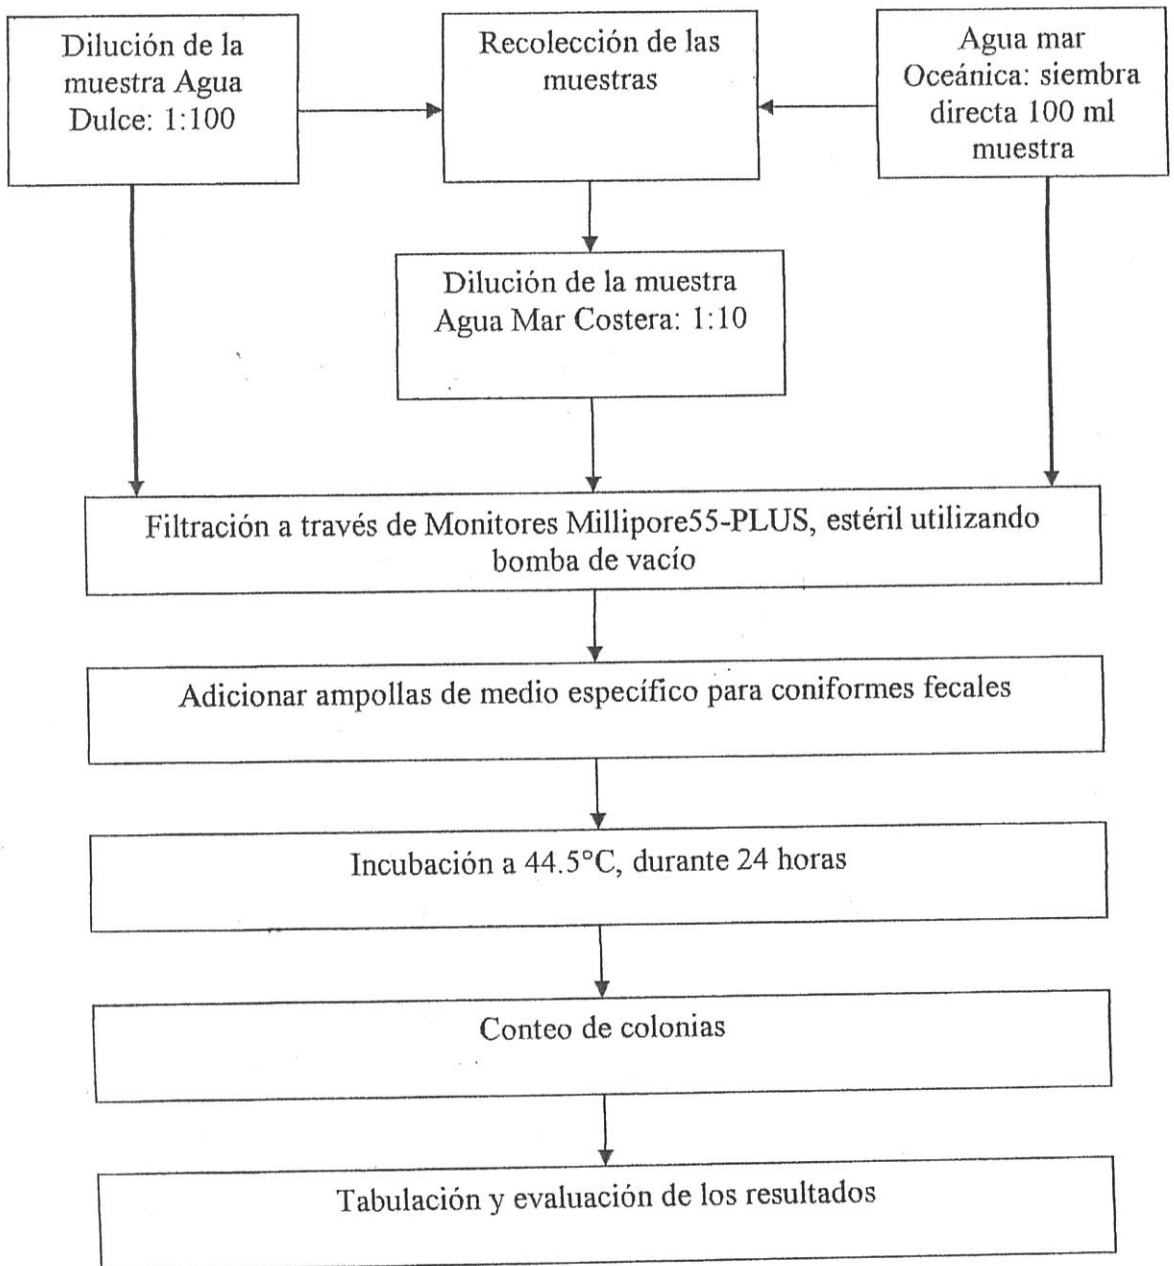 Dilución de la
muestra Agua
Dulce: 1:100
Recolección de las
muestras
Agua mar
Oceánica: siembra
directa 100 ml
muestra
Dilución de la muestra
Agua Mar Costera: 1:10
Filtración a través de Monitores Millipore55-PLUS, estéril utilizando
bomba de vacío
Adicionar ampollas de medio específico para coniformes fecales
Incubación a 44.5°C, durante 24 horas
Conteo de colonias
Tabulación y evaluación de los resultados